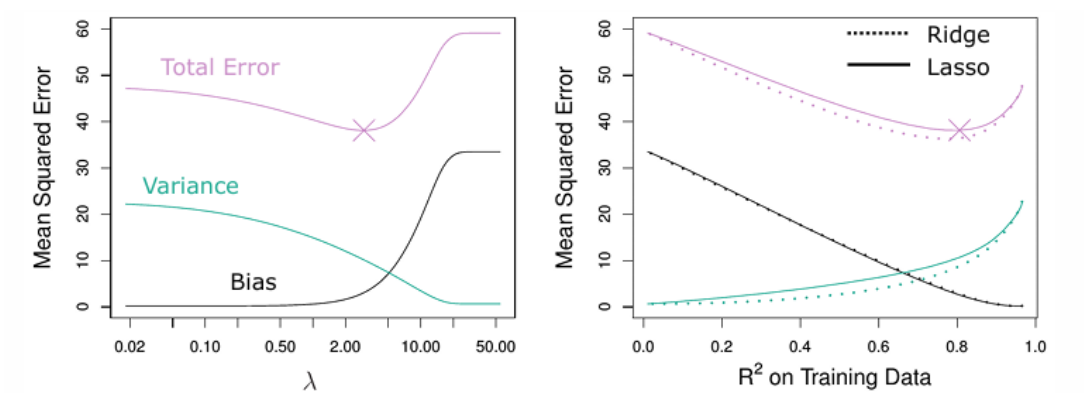 Mean Squared Error
0 10 20 30 40 50 60
Total Error
Variance
Bias
0.02 0.10 0.50 2.00 10.00 50.00
λ
Mean Squared Error
0 10 20 30 40 50 60
Ridge
Lasso
0.0 0.2 0.4 0.6 0.8 1.0
R² on Training Data